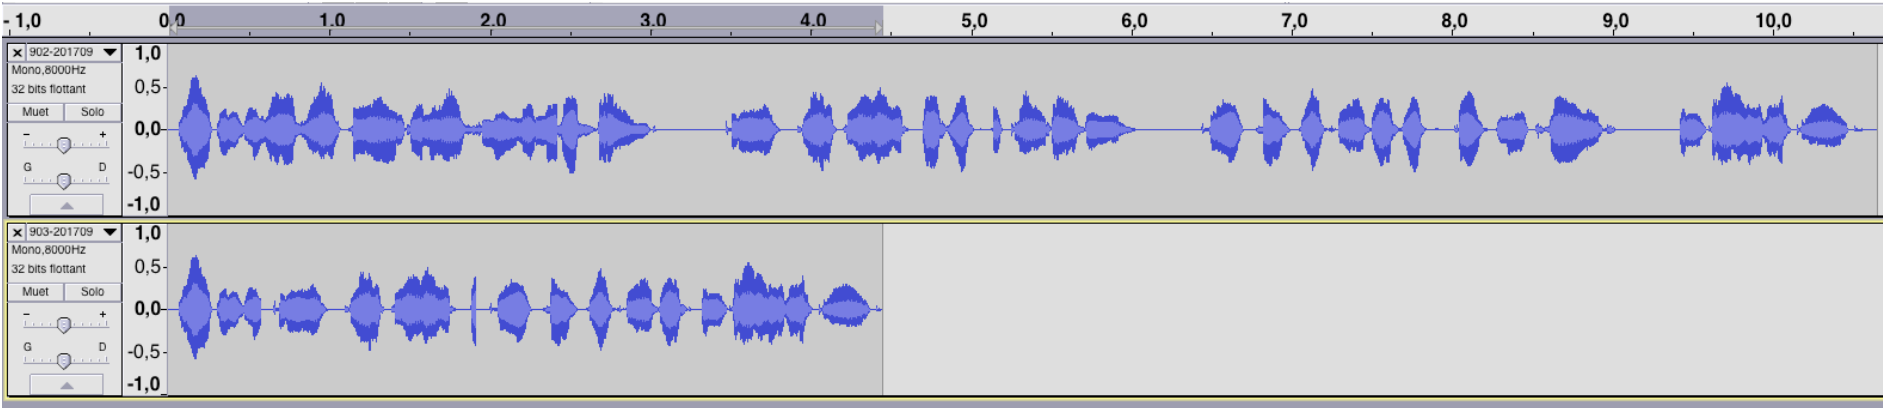 - 1,0 0,0 1,0 2,0 3,0 4,0 5,0 6,0 7,0 8,0 9,0 10,0
x 902-201709 1,0
Mono,8000Hz
32 bits flottant 0,5-
Muet Solo
- + 0,0-
G D -0,5-
-1,0
x 903-201709 1,0
Mono,8000Hz
32 bits flottant 0,5-
Muet Solo
- + 0,0-
G D -0,5-
-1,0